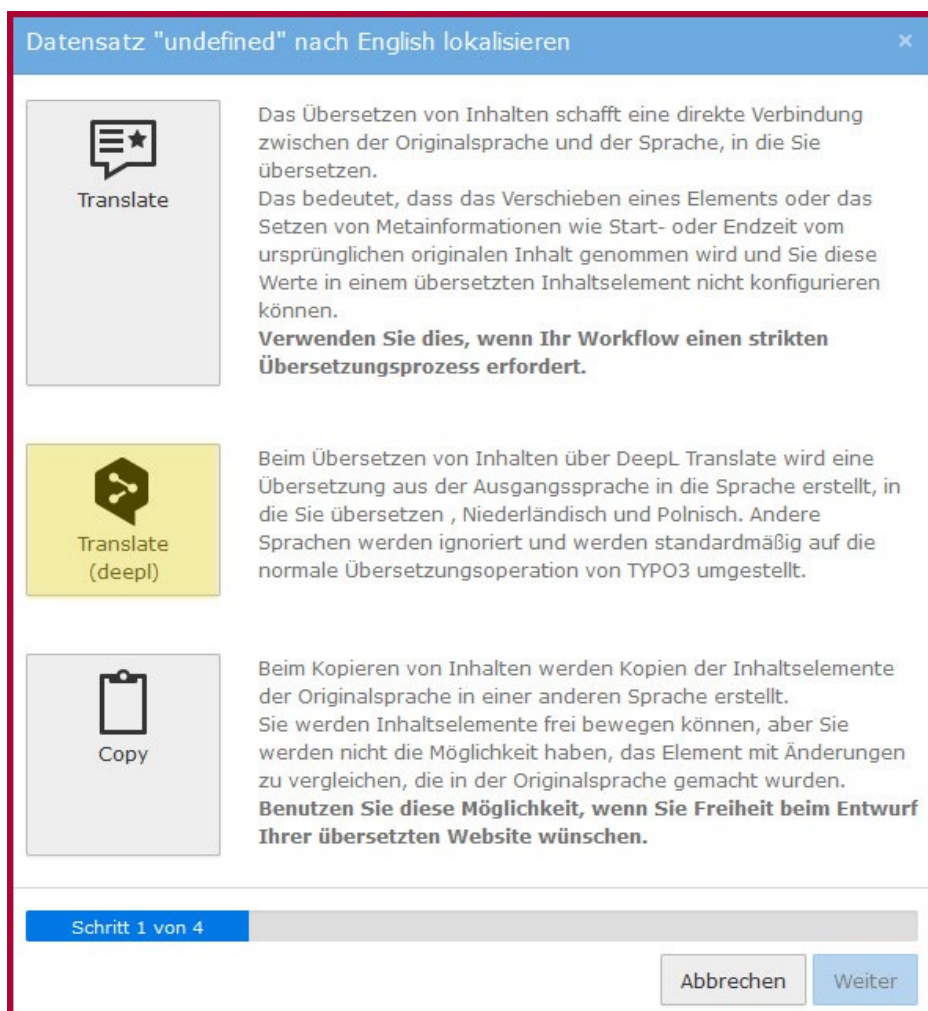 Datensatz "undefined" nach English lokalisieren ×
Translate
Das Übersetzen von Inhalten schafft eine direkte Verbindung
zwischen der Originalsprache und der Sprache, in die Sie
übersetzen.
Das bedeutet, dass das Verschieben eines Elements oder das
Setzen von Metainformationen wie Start- oder Endzeit vom
ursprünglichen originalen Inhalt genommen wird und Sie diese
Werte in einem übersetzten Inhaltselement nicht konfigurieren
können.
Verwenden Sie dies, wenn Ihr Workflow einen strikten
Übersetzungsprozess erfordert.
Translate
(deepl)
Beim Übersetzen von Inhalten über DeepL Translate wird eine
Übersetzung aus der Ausgangssprache in die Sprache erstellt, in
die Sie übersetzen , Niederländisch und Polnisch. Andere
Sprachen werden ignoriert und werden standardmäßig auf die
normale Übersetzungsoperation von TYPO3 umgestellt.
Copy
Beim Kopieren von Inhalten werden Kopien der Inhaltselemente
der Originalsprache in einer anderen Sprache erstellt.
Sie werden Inhaltselemente frei bewegen können, aber Sie
werden nicht die Möglichkeit haben, das Element mit Änderungen
zu vergleichen, die in der Originalsprache gemacht wurden.
Benutzen Sie diese Möglichkeit, wenn Sie Freiheit beim Entwurf
Ihrer übersetzten Website wünschen.
Schritt 1 von 4
Abbrechen Weiter